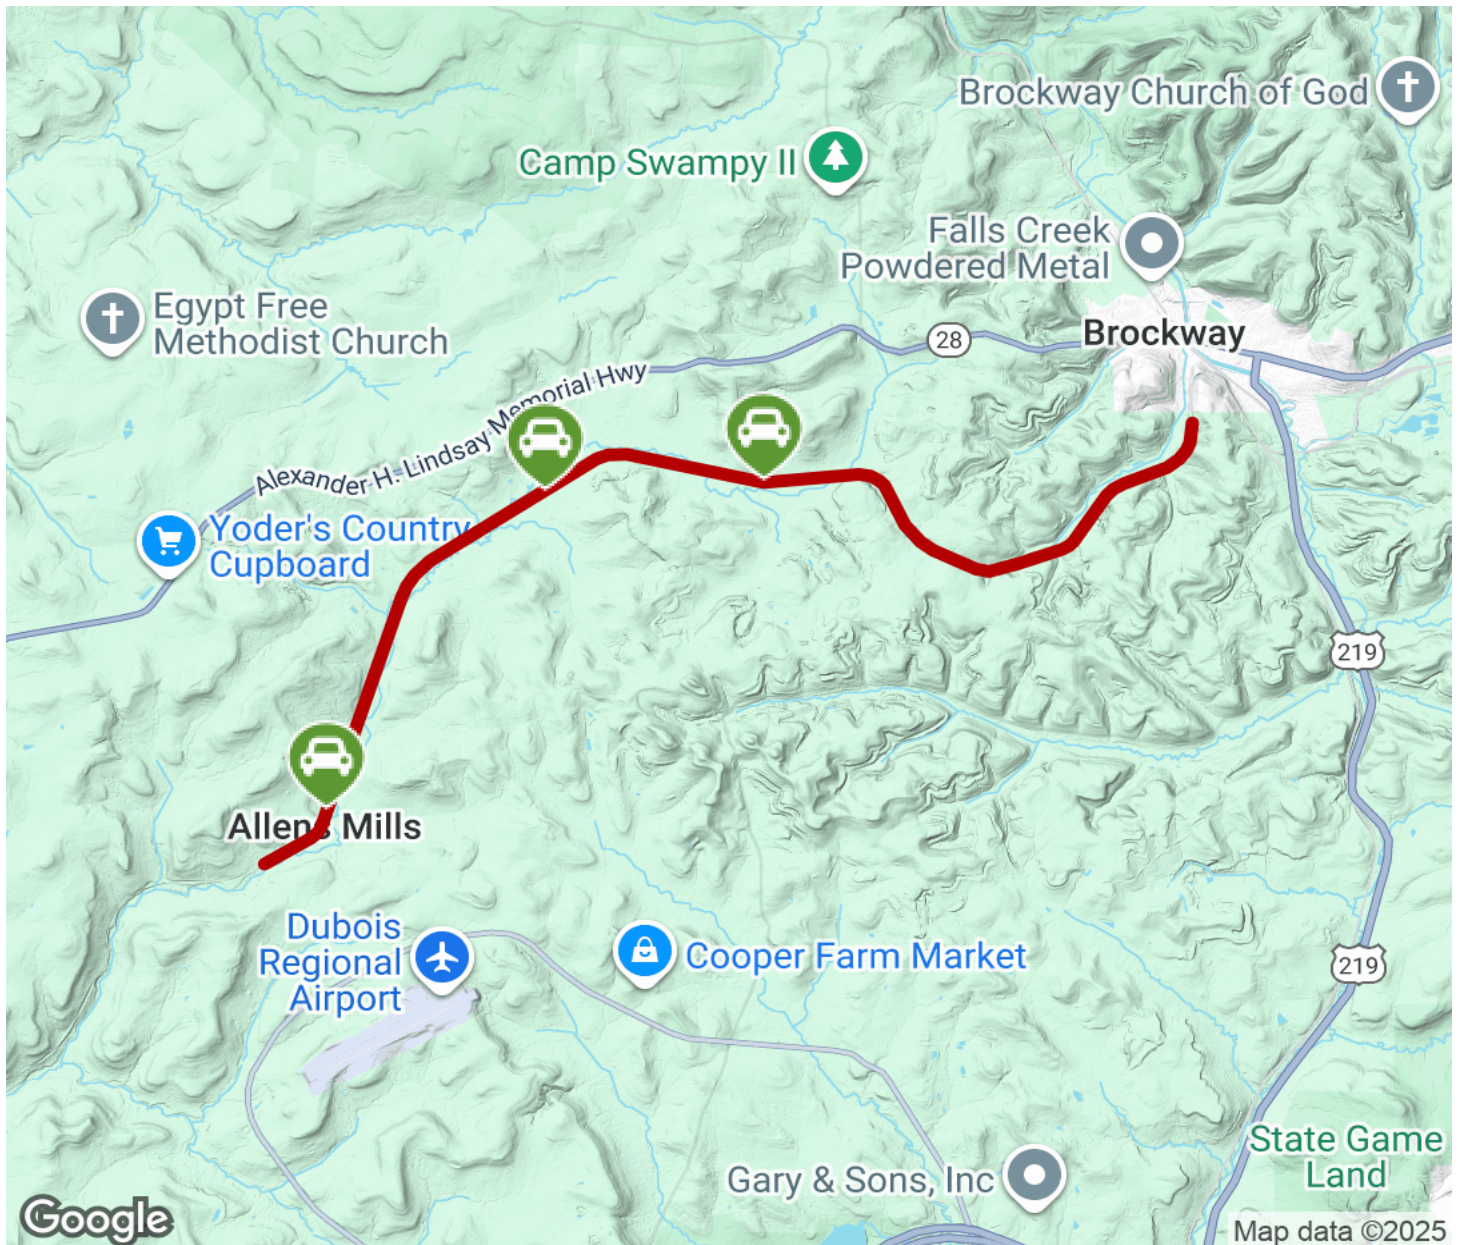 Brockway Church of God
Camp Swampy II
Falls Creek
Powdered Metal
Egypt Free
Methodist Church
Brockway
28
Alexander H. Lindsay Memorial Hwy
Yoder's Country
Cupboard
219
Allens Mills
Dubois
Regional
Airport
Cooper Farm Market
219
State Game
Land
Gary & Sons, Inc
Google
Map data ©2025